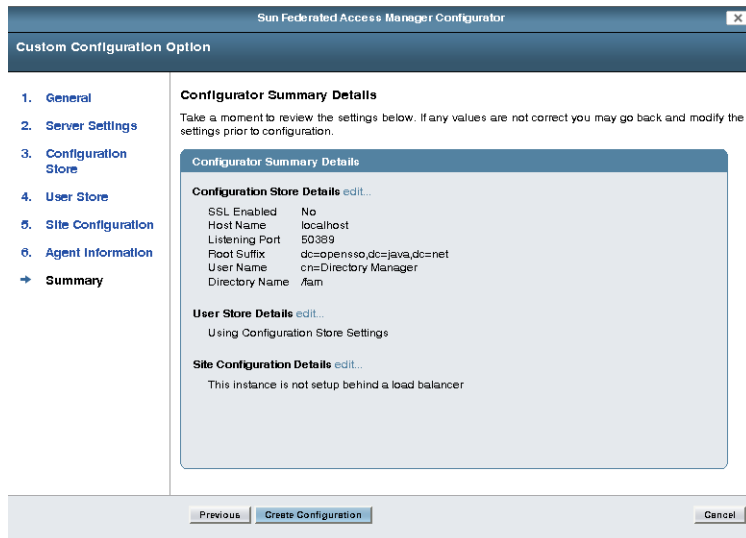 Sun Federated Access Manager Configurator
Custom Configuration Option
1. General
2. Server Settings
3. Configuration
Store
4. User Store
5. Site Configuration
6. Agent Information
Summary
Configurator Summary Details
Take a moment to review the settings below. If any values are not correct you may go back and modify the
settings prior to configuration.
Configurator Summary Details
Configuration Store Details edit...
SSL Enabled No
Host Name localhost
Listening Port 50389
Root Suffix dc=opensso,dc=java,dc=net
User Name cn=Directory Manager
Directory Name /fam
User Store Details edit...
Using Configuration Store Settings
Site Configuration Details edit...
This instance is not setup behind a load balancer
Previous Create Configuration Cancel